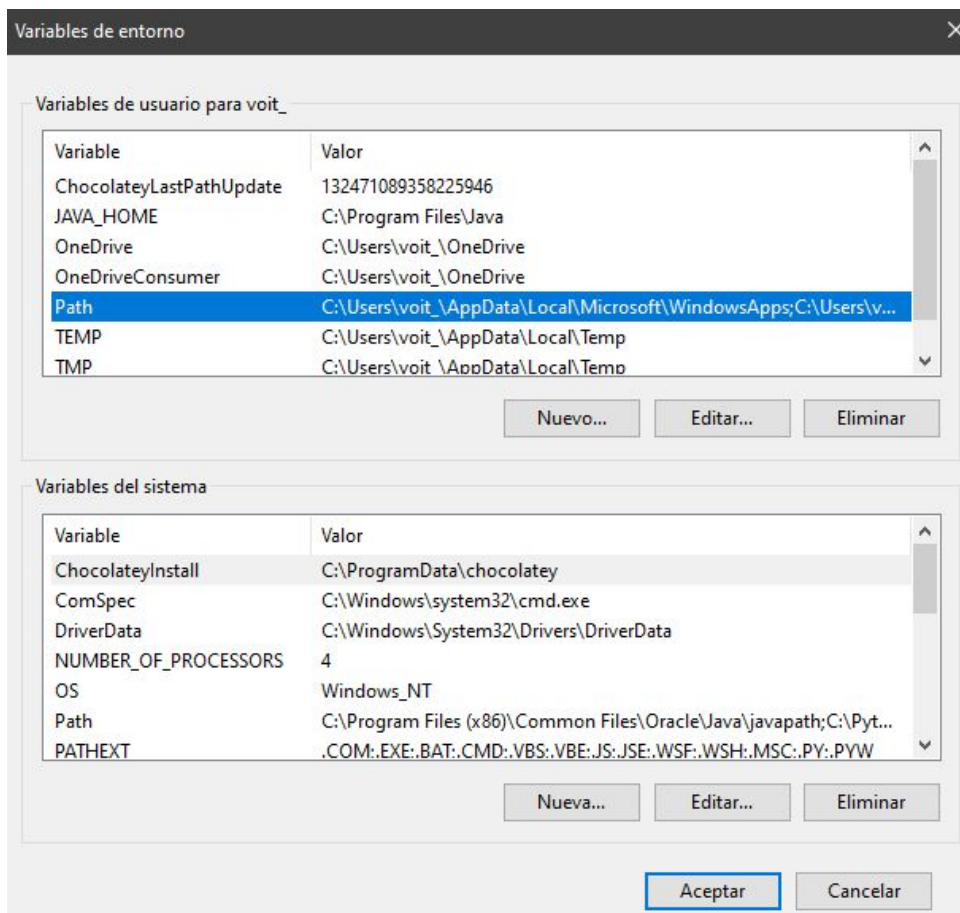 Variables de entorno
Variables de usuario para voit_
Variable Valor
ChocolateyLastPathUpdate 132471089358225946
JAVA_HOME C:\Program Files\Java
OneDrive C:\Users\voit_\OneDrive
OneDriveConsumer C:\Users\voit_\OneDrive
Path C:\Users\voit_\AppData\Local\Microsoft\WindowsApps;C:\Users\v...
TEMP C:\Users\voit_\AppData\Local\Temp
TMP C:\Users\voit_\AppData\Local\Temp
Nuevo... Editar... Eliminar
Variables del sistema
Variable Valor
ChocolateyInstall C:\ProgramData\chocolatey
ComSpec C:\Windows\system32\cmd.exe
DriverData C:\Windows\System32\Drivers\DriverData
NUMBER_OF_PROCESSORS 4
OS Windows_NT
Path C:\Program Files (x86)\Common Files\Oracle\Java\javapath;C:\Pyt...
PATHEXT .COM;.EXE;.BAT;.CMD;.VBS;.VBE;.JS;.JSE;.WSF;.WSH;.MSC;.PY;.PYW
Nueva... Editar... Eliminar
Aceptar Cancelar